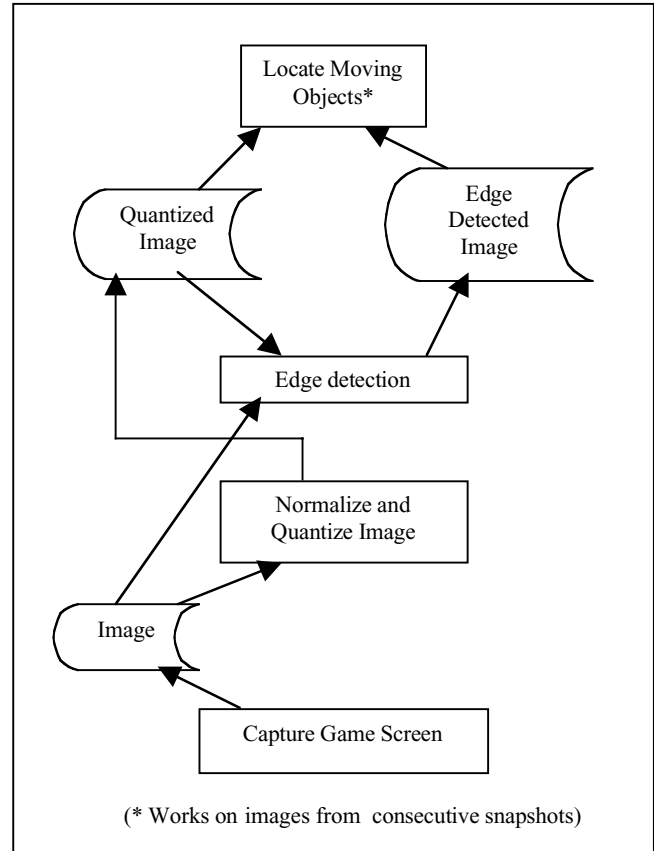 Locate Moving
Objects*
Quantized
Image
Edge
Detected
Image
Edge detection
Normalize and
Quantize Image
Image
Capture Game Screen
(* Works on images from consecutive snapshots)